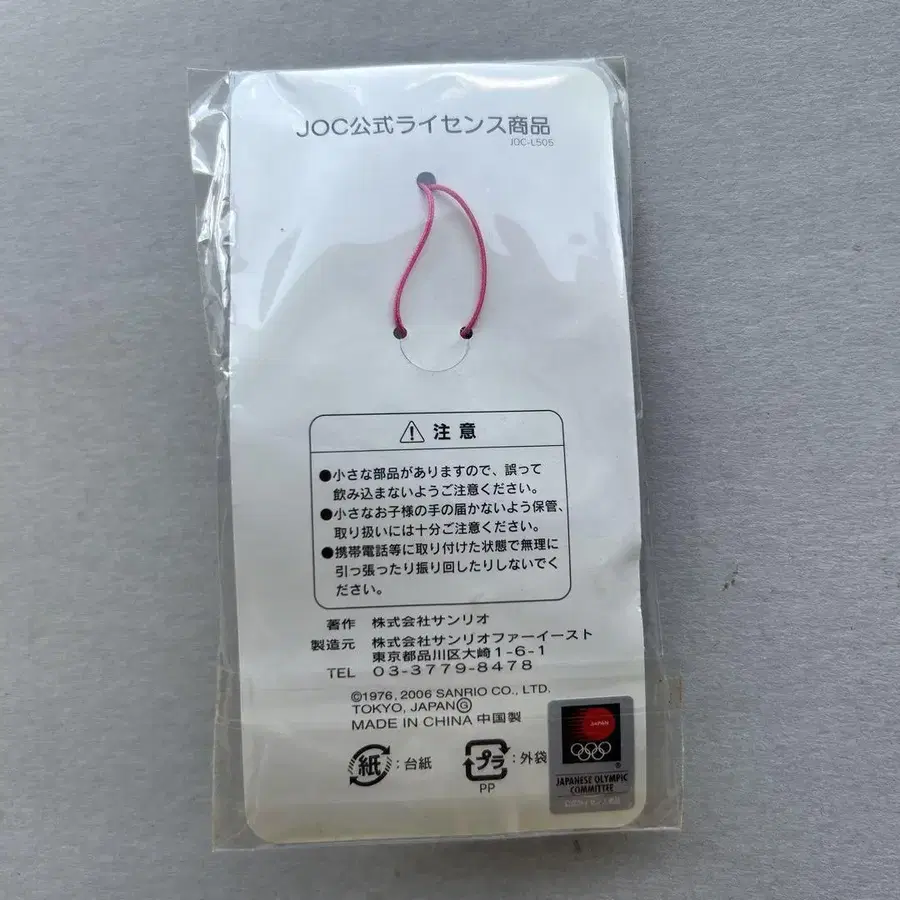 JOC公式ライセンス商品
JOC-L505
注意
●小さな部品がありますので、誤って
飲み込まないようご注意ください。
●小さなお子様の手の届かないよう保管、
取り扱いには十分ご注意ください。
●携帯電話等に取り付けた状態で無理に
引っ張ったり振り回したりしないでく
ださい。
著作 株式会社サンリオ
製造元 株式会社サンリオファーイースト
東京都品川区大崎1-6-1
TEL 03-3779-8478
©1976, 2006 SANRIO CO., LTD.
TOKYO, JAPANⒼ
MADE IN CHINA 中国製
紙:台紙
プラ:外袋
PP
JAPAN
®
JAPANESE OLYMPIC
COMMITTEE